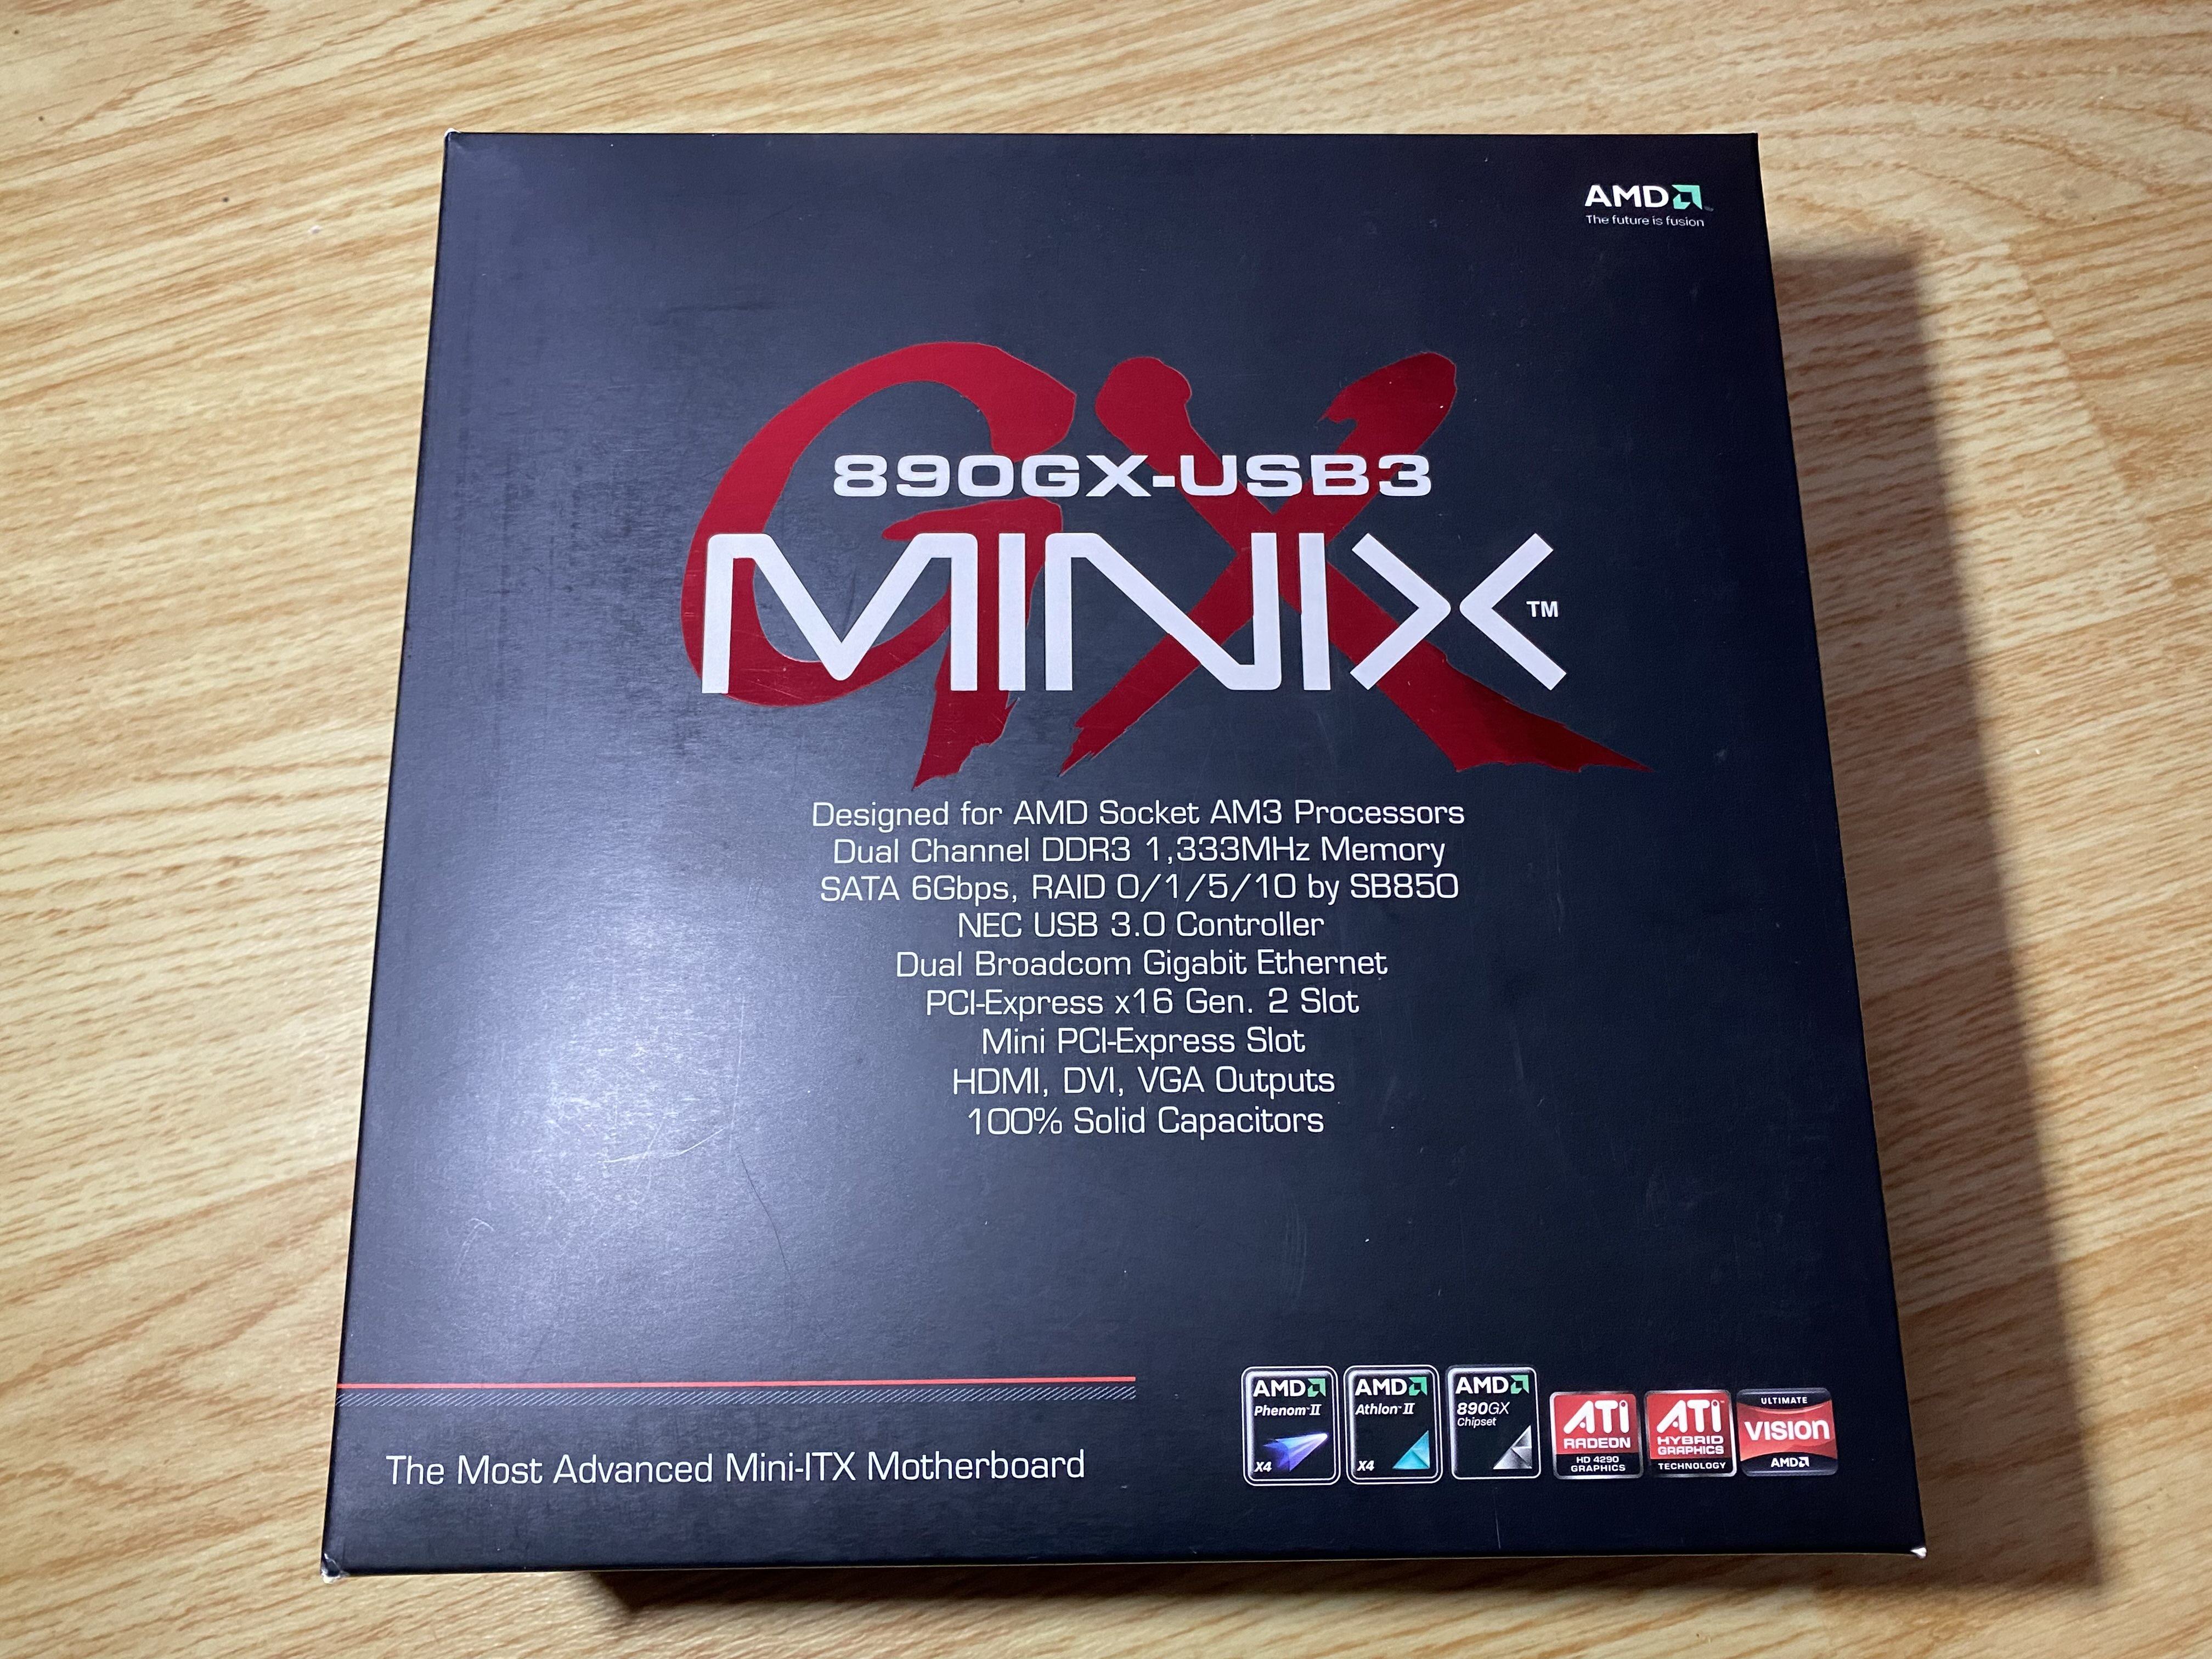 AMD
The future is fusion
GX
890GX-USB3
MINIX™
Designed for AMD Socket AM3 Processors
Dual Channel DDR3 1,333MHz Memory
SATA 6Gbps, RAID 0/1/5/10 by SB850
NEC USB 3.0 Controller
Dual Broadcom Gigabit Ethernet
PCI-Express x16 Gen. 2 Slot
Mini PCI-Express Slot
HDMI, DVI, VGA Outputs
100% Solid Capacitors
The Most Advanced Mini-ITX Motherboard
AMD
Phenom™ II
X4
AMD
Athlon™ II
X4
AMD
890GX
Chipset
ATI
RADEON
HD 4290
GRAPHICS
ATI
HYBRID
GRAPHICS
TECHNOLOGY
ULTIMATE
VISION
AMD